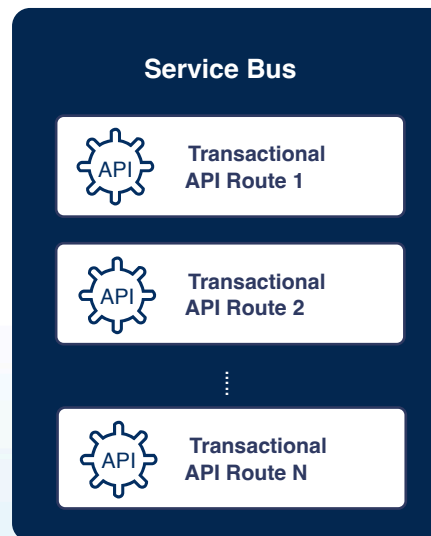 Service Bus
API
Transactional
API Route 1
API
Transactional
API Route 2
API
Transactional
API Route N